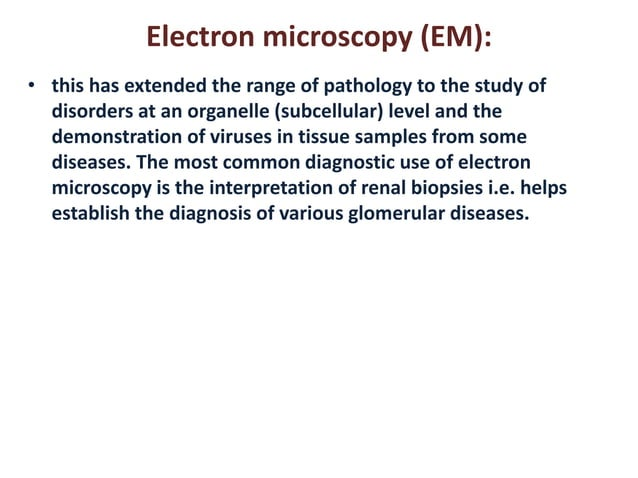 Electron microscopy (EM):
• this has extended the range of pathology to the study of
disorders at an organelle (subcellular) level and the
demonstration of viruses in tissue samples from some
diseases. The most common diagnostic use of electron
microscopy is the interpretation of renal biopsies i.e. helps
establish the diagnosis of various glomerular diseases.